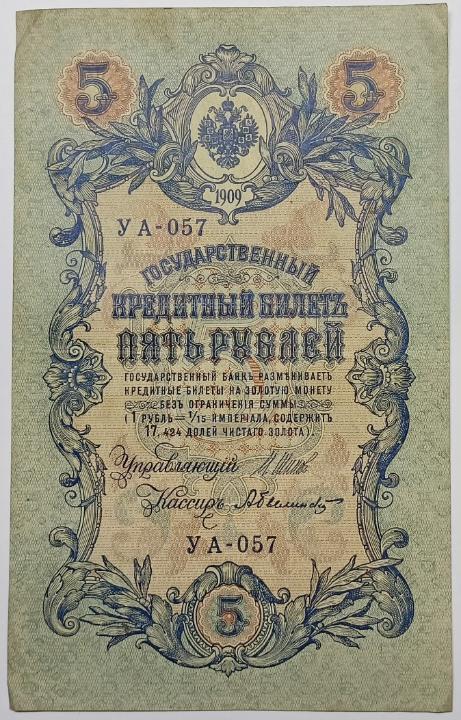 5 5
1909
УА-057
ГОСУДАРСТВЕННЫЙ
КРЕДИТНЫЙ БИЛЕТЪ
ПЯТЬ РУБЛЕЙ
ГОСУДАРСТВЕННЫЙ БАНКЪ РАЗМѢНИВАЕТЪ
КРЕДИТНЫЕ БИЛЕТЫ НА ЗОЛОТУЮ МОНЕТУ
БЕЗЪ ОГРАНИЧЕНІЯ СУММЫ
(1 РУБЛЬ = 1/15 ИМПЕРІАЛА, СОДЕРЖИТЪ
17,424 ДОЛЕЙ ЧИСТАГО ЗОЛОТА).
Управляющій
Кассиръ
УА-057
5